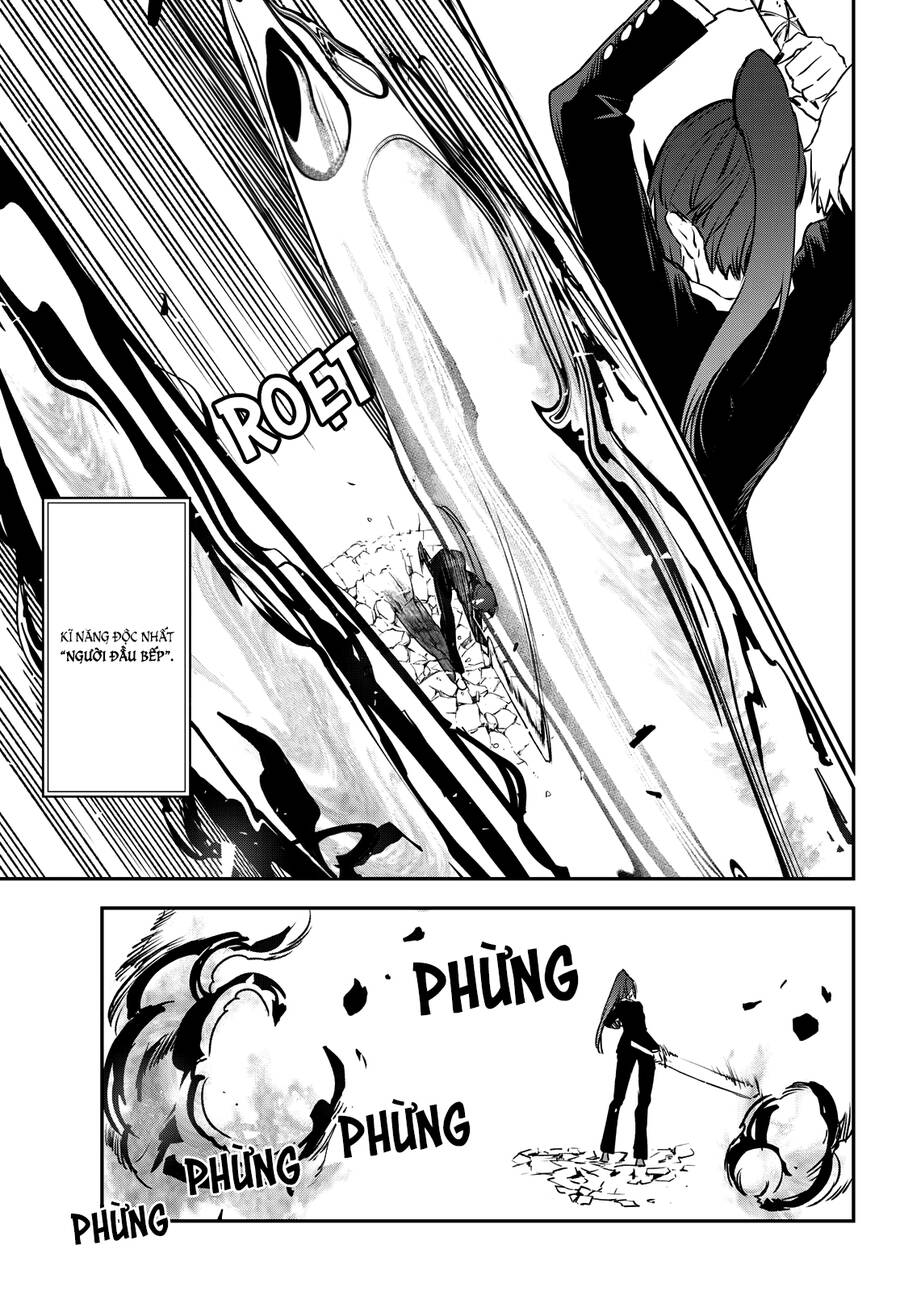 ROẸT
KĨ NĂNG ĐỘC NHẤT
“NGƯỜI ĐẦU BẾP”.
PHỪNG
PHỪNG
PHỪNG
PHỪNG